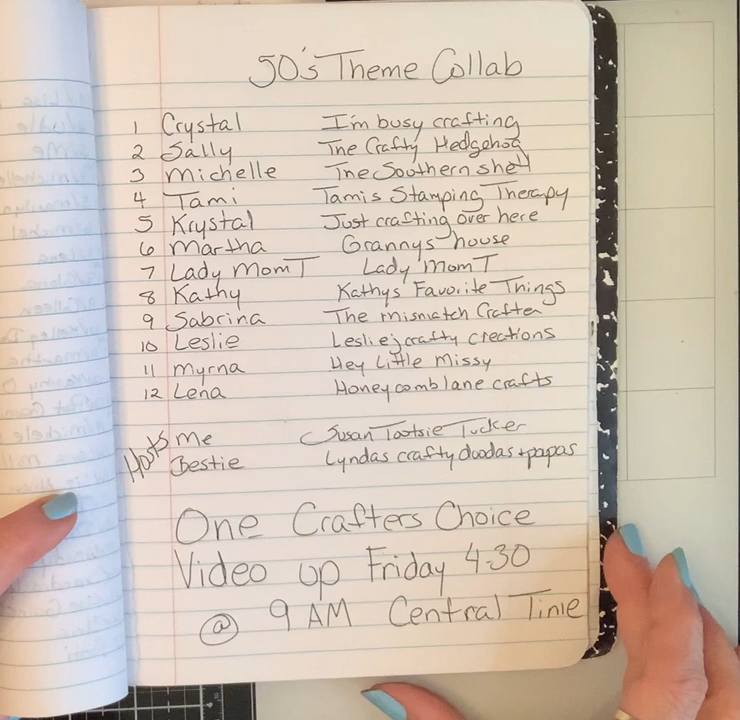 50's Theme Collab
1 Crystal I'm busy crafting
2 Sally The Crafty Hedgehog
3 Michelle The Southern shell
4 Tami Tamis Stamping Therapy
5 Krystal Just crafting over here
6 Martha Grannys house
7 Lady MomT Lady MomT
8 Kathy Kathys Favorite Things
9 Sabrina The mismatch Crafter
10 Leslie Lesliej crafty creations
11 Myrna Hey Little Missy
12 Lena Honeycomb lane crafts
Hosts Me Susan Tootsie Tucker
Bestie Lyndas crafty doodas + papas
One Crafters Choice
Video up Friday 4-30
@ 9 AM Central Time